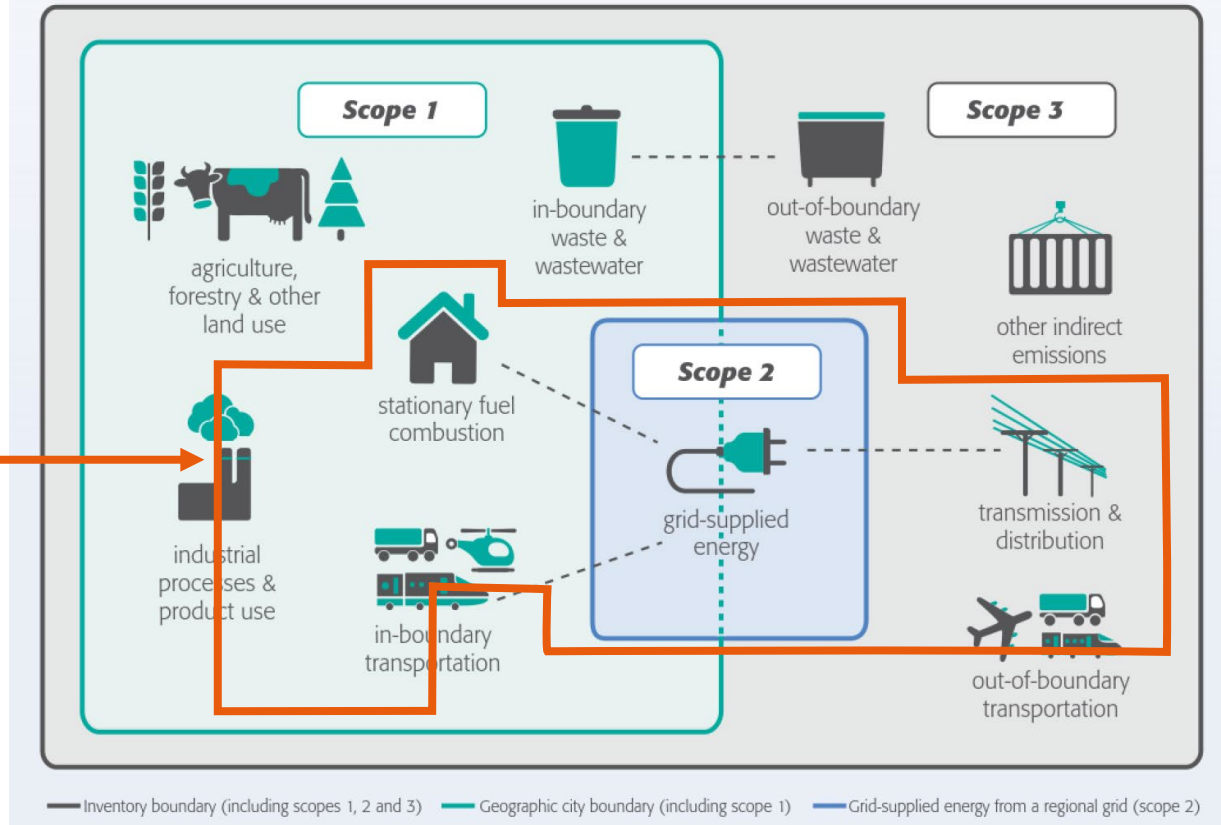 Scope 1
Scope 3
in-boundary
waste &
wastewater
out-of-boundary
waste &
wastewater
agriculture,
forestry & other
land use
other indirect
emissions
Scope 2
stationary fuel
combustion
grid-supplied
energy
transmission &
distribution
industrial
processes &
product use
in-boundary
transportation
out-of-boundary
transportation
Inventory boundary (including scopes 1, 2 and 3) Geographic city boundary (including scope 1) Grid-supplied energy from a regional grid (scope 2)